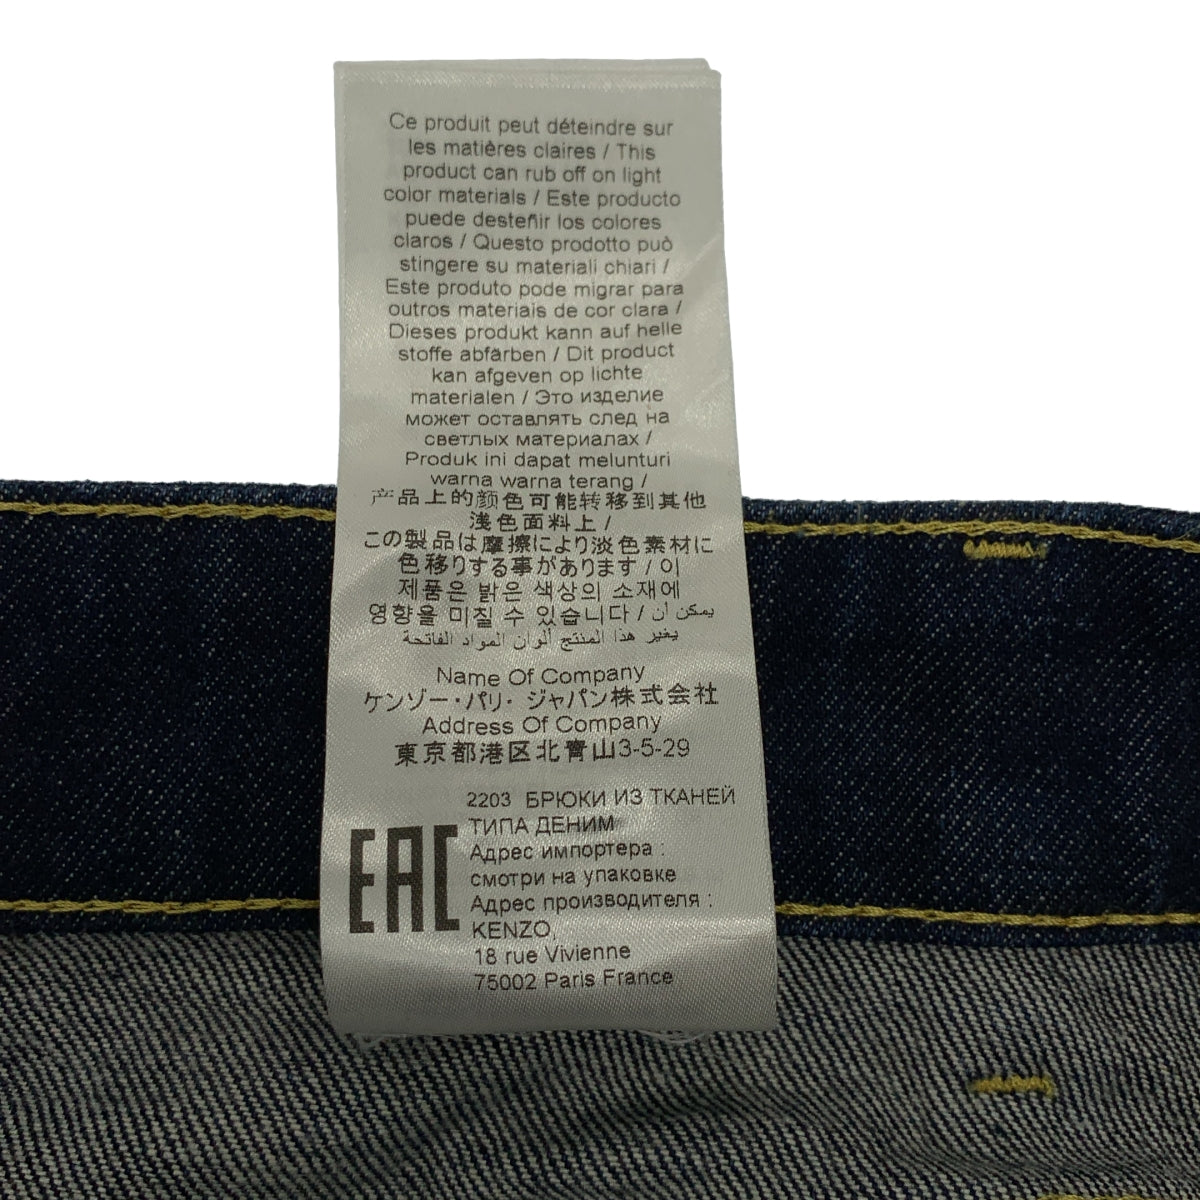 Ce produit peut déteindre sur
les matières claires / This
product can rub off on light
color materials / Este producto
puede desteñir los colores
claros / Questo prodotto può
stingere su materiali chiari /
Este produto pode migrar para
outros materiais de cor clara /
Dieses produkt kann auf helle
stoffe abfärben / Dit product
kan afgeven op lichte
materialen / Это изделие
может оставлять след на
светлых материалах /
Produk ini dapat melunturi
warna warna terang /
产品上的颜色可能转移到其他
浅色面料上 /
この製品は摩擦により淡色素材に
色移りする事があります / 이
제품은 밝은 색상의 소재에
영향을 미칠 수 있습니다 / يمكن أن
يغير هذا المنتج ألوان المواد الفاتحة
Name Of Company
ケンゾー・パリ・ジャパン株式会社
Address Of Company
東京都港区北青山3-5-29
EAC
2203 БРЮКИ ИЗ ТКАНЕЙ
ТИПА ДЕНИМ
Адрес импортера :
смотри на упаковке
Адрес производителя :
KENZO,
18 rue Vivienne
75002 Paris France